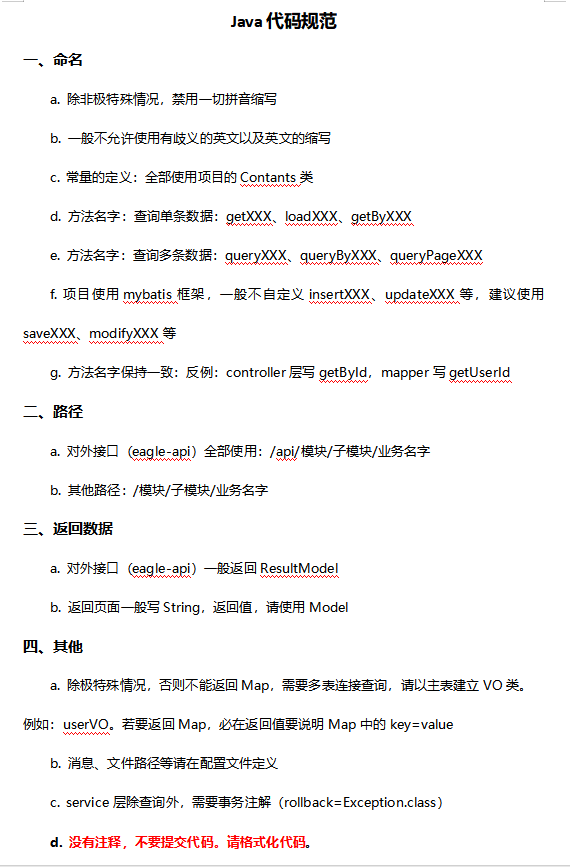 Java 代码规范
一、命名
a. 除非极特殊情况，禁用一切拼音缩写
b. 一般不允许使用有歧义的英文以及英文的缩写
c. 常量的定义：全部使用项目的 Contants 类
d. 方法名字：查询单条数据：getXXX、loadXXX、getByXXX
e. 方法名字：查询多条数据：queryXXX、queryByXXX、queryPageXXX
f. 项目使用 mybatis 框架，一般不自定义 insertXXX、updateXXX 等，建议使用
saveXXX、modifyXXX 等
g. 方法名字保持一致：反例：controller 层写 getById，mapper 写 getUserId
二、路径
a. 对外接口（eagle-api）全部使用：/api/模块/子模块/业务名字
b. 其他路径：/模块/子模块/业务名字
三、返回数据
a. 对外接口（eagle-api）一般返回 ResultModel
b. 返回页面一般写 String，返回值，请使用 Model
四、其他
a. 除极特殊情况，否则不能返回 Map，需要多表连接查询，请以主表建立 VO 类。
例如：userVO。若要返回 Map，必在返回值要说明 Map 中的 key=value
b. 消息、文件路径等请在配置文件定义
c. service 层除查询外，需要事务注解（rollback=Exception.class）
d. 没有注释，不要提交代码。请格式化代码。